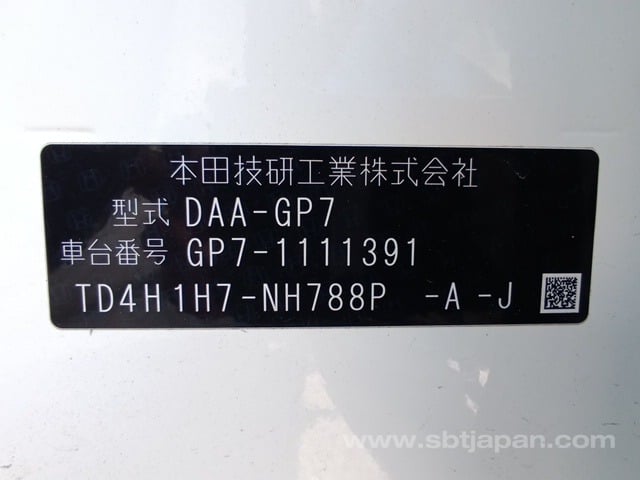 本田技研工業株式会社
型式 DAA-GP7
車台番号 GP7-1111391
TD4H1H7-NH788P -A -J
www.sbtjapan.com